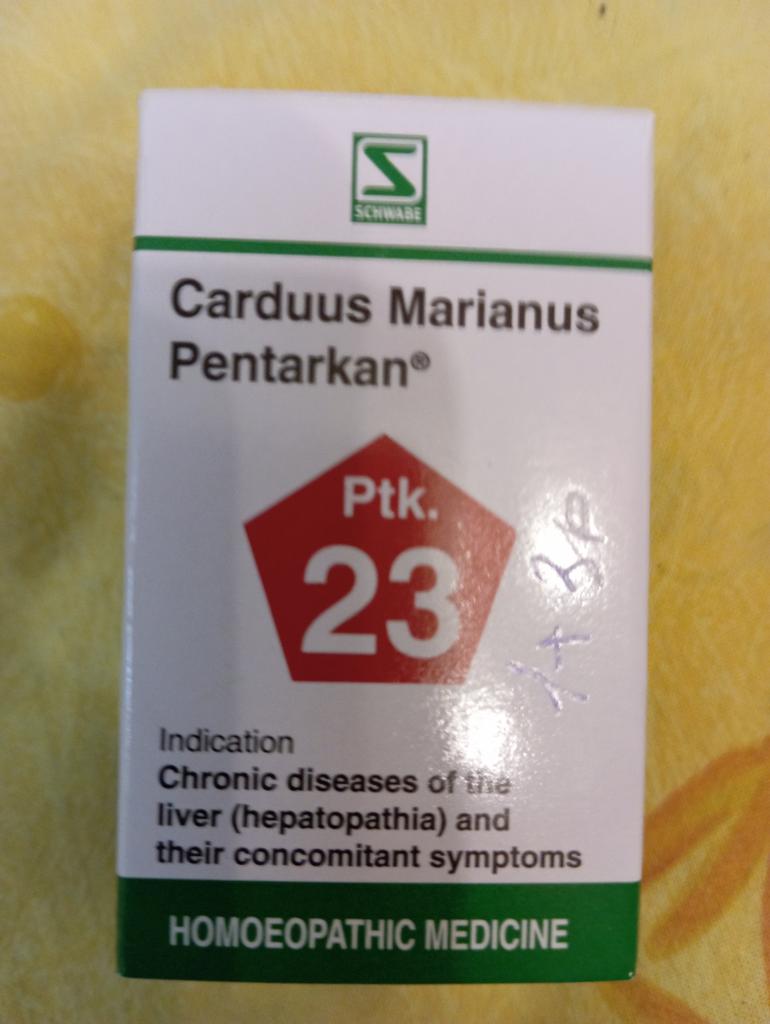 SCHWABE
Carduus Marianus
Pentarkan®
Ptk.
23
Indication
Chronic diseases of the
liver (hepatopathia) and
their concomitant symptoms
HOMOEOPATHIC MEDICINE